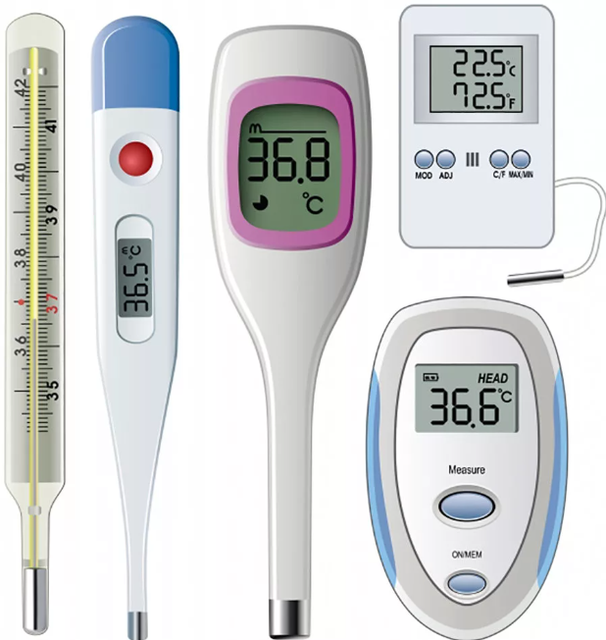 42
41
40
39
38
37
36
35
36.5 °C
m
m
36.8
°C
22.5°C
72.5°F
MOD ADJ C/F MAX/MIN
HEAD
36.6°C
Measure
ON/MEM